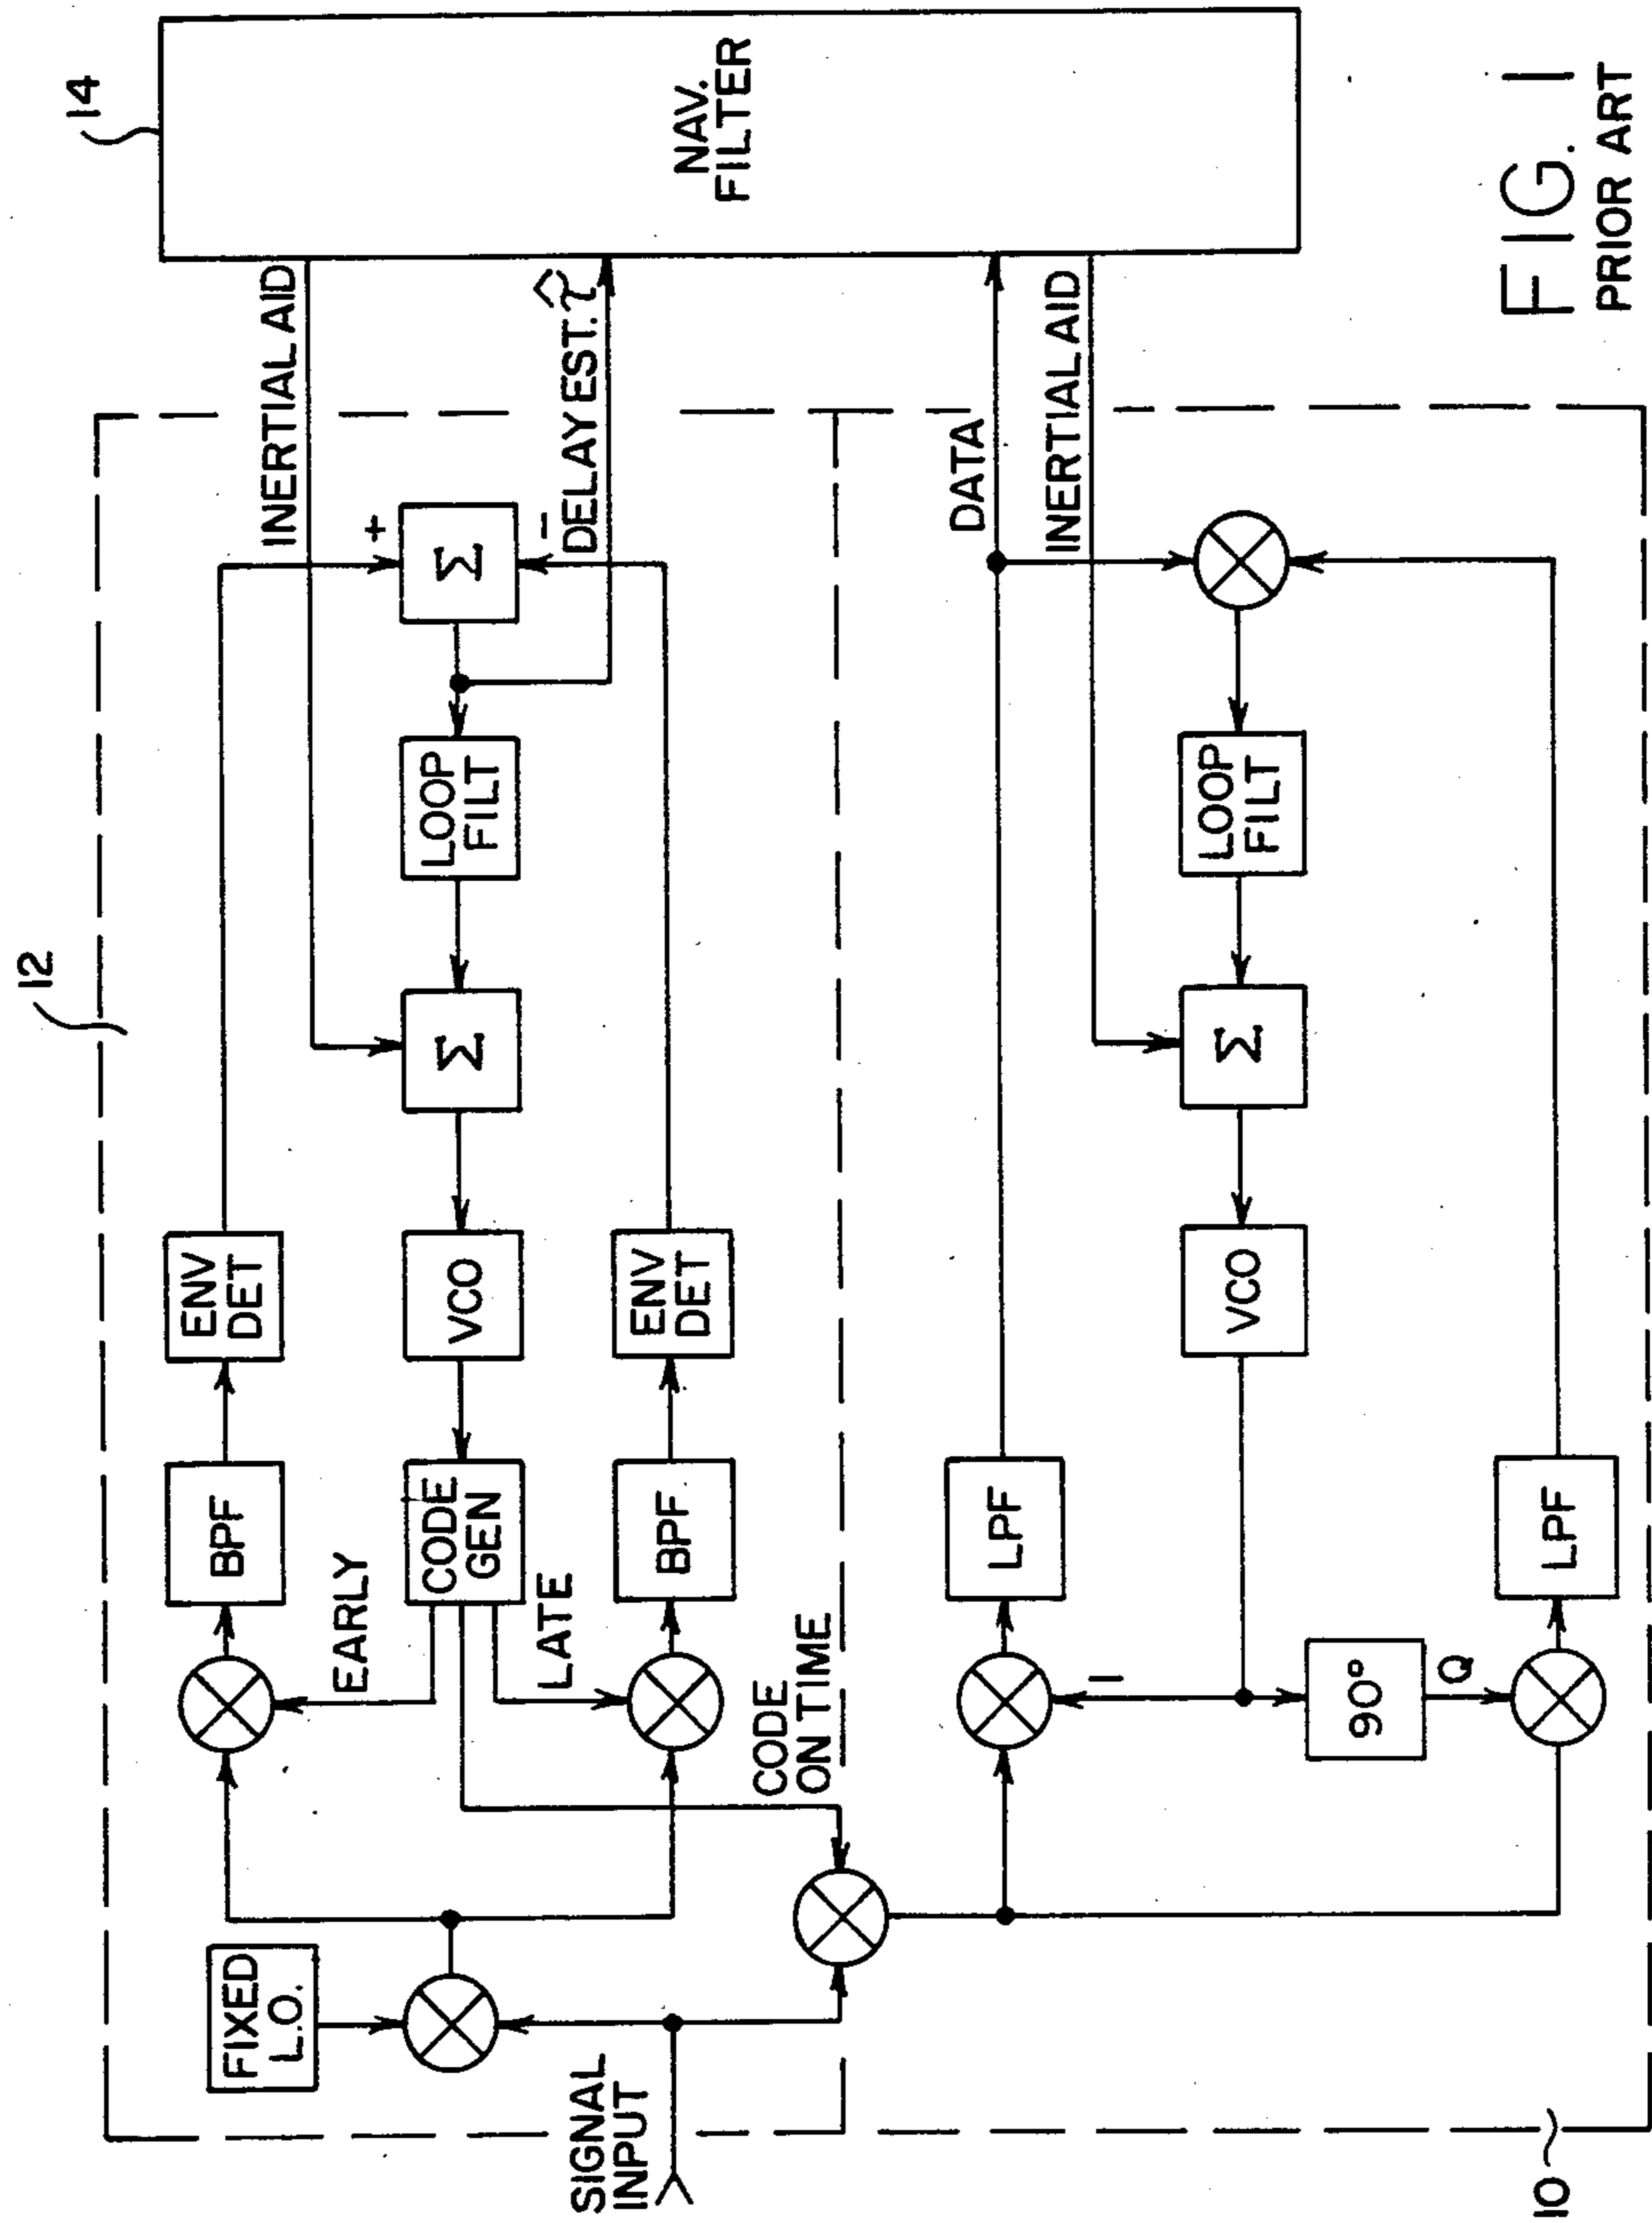 12
14
FIXED
L.O.
BPF
ENV
DET
INERTIAL AID
EARLY
+
CODE
GEN
VCO
Σ
LOOP
FILT
Σ
−
LATE
DELAY EST. τ̂
BPF
ENV
DET
SIGNAL
INPUT
CODE
ON TIME
NAV.
FILTER
DATA
LPF
INERTIAL AID
I
VCO
Σ
LOOP
FILT
90°
Q
LPF
10
FIG. 1
PRIOR ART